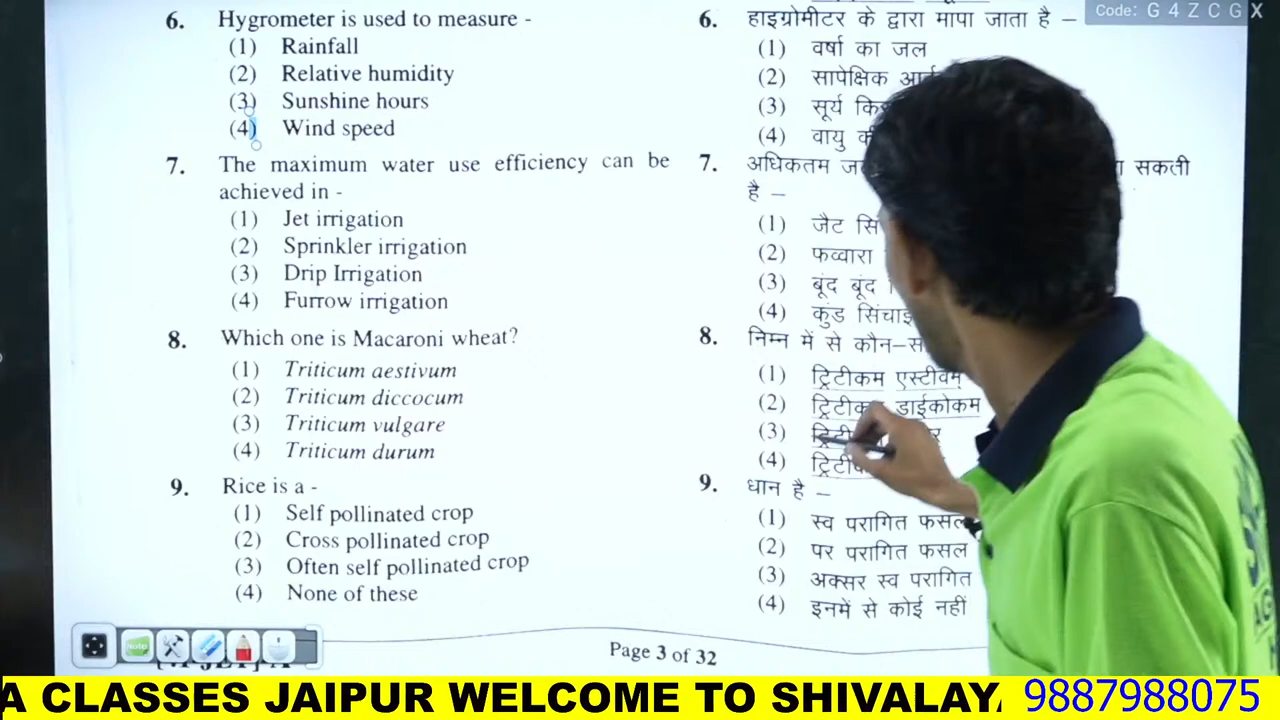 Code: G 4 Z C G X
6. Hygrometer is used to measure -
(1) Rainfall
(2) Relative humidity
(3) Sunshine hours
(4) Wind speed
7. The maximum water use efficiency can be
achieved in -
(1) Jet irrigation
(2) Sprinkler irrigation
(3) Drip Irrigation
(4) Furrow irrigation
8. Which one is Macaroni wheat?
(1) Triticum aestivum
(2) Triticum diccocum
(3) Triticum vulgare
(4) Triticum durum
9. Rice is a -
(1) Self pollinated crop
(2) Cross pollinated crop
(3) Often self pollinated crop
(4) None of these
6. हाइग्रोमीटर के द्वारा मापा जाता है –
(1) वर्षा का जल
(2) सापेक्षिक
(3) सूर्य
(4) वायु
7. अधिकतम सकती
है –
(1) जैट
(2) फव्वारा
(3) बूंद बूंद
(4) कुंड
8. निम्न में से
(1) ट्रिटीकम एस्टीवम
(2) डाईकोकम
(3)
(4)
9. धान है –
(1) स्व परागित फसल
(2) पर परागित फसल
(3) अक्सर स्व परागित
(4) इनमें से कोई नहीं
Note
Page 3 of 32
A CLASSES JAIPUR WELCOME TO SHIVALAY
9887988075